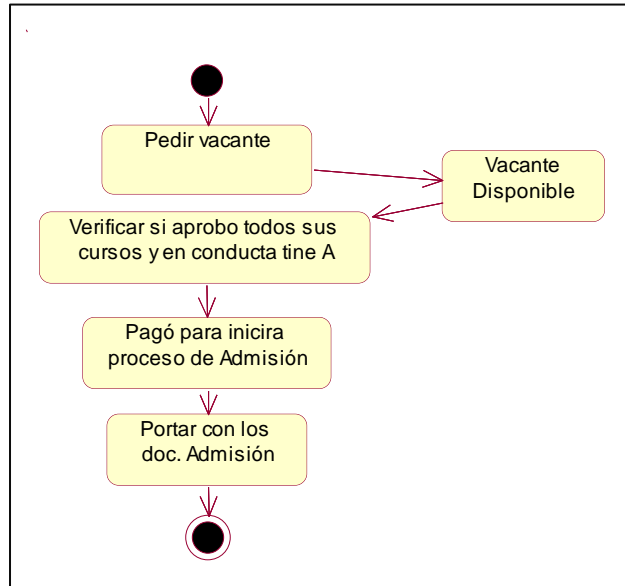 Pedir vacante
Vacante
Disponible
Verificar si aprobo todos sus
cursos y en conducta tine A
Pagó para inicira
proceso de Admisión
Portar con los
doc. Admisión